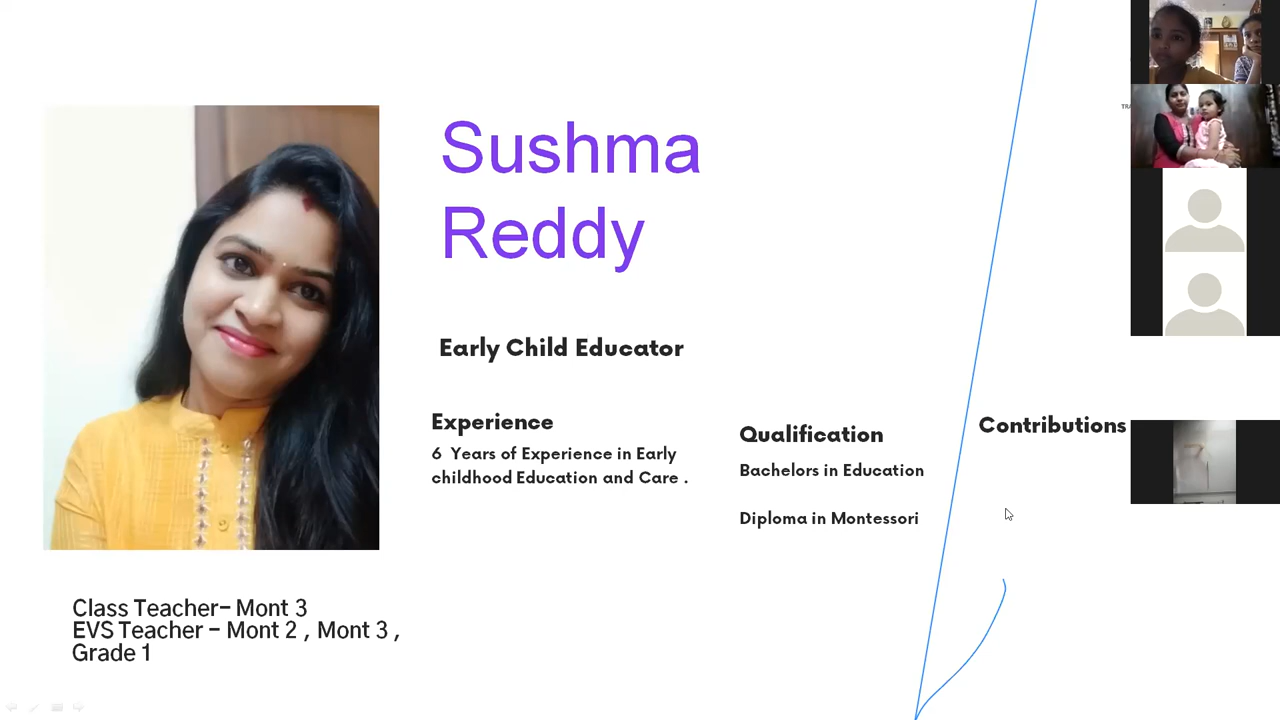 Sushma
Reddy
Early Child Educator
Experience
6 Years of Experience in Early
childhood Education and Care .
Qualification
Bachelors in Education
Diploma in Montessori
Contributions
Class Teacher- Mont 3
EVS Teacher - Mont 2 , Mont 3 ,
Grade 1